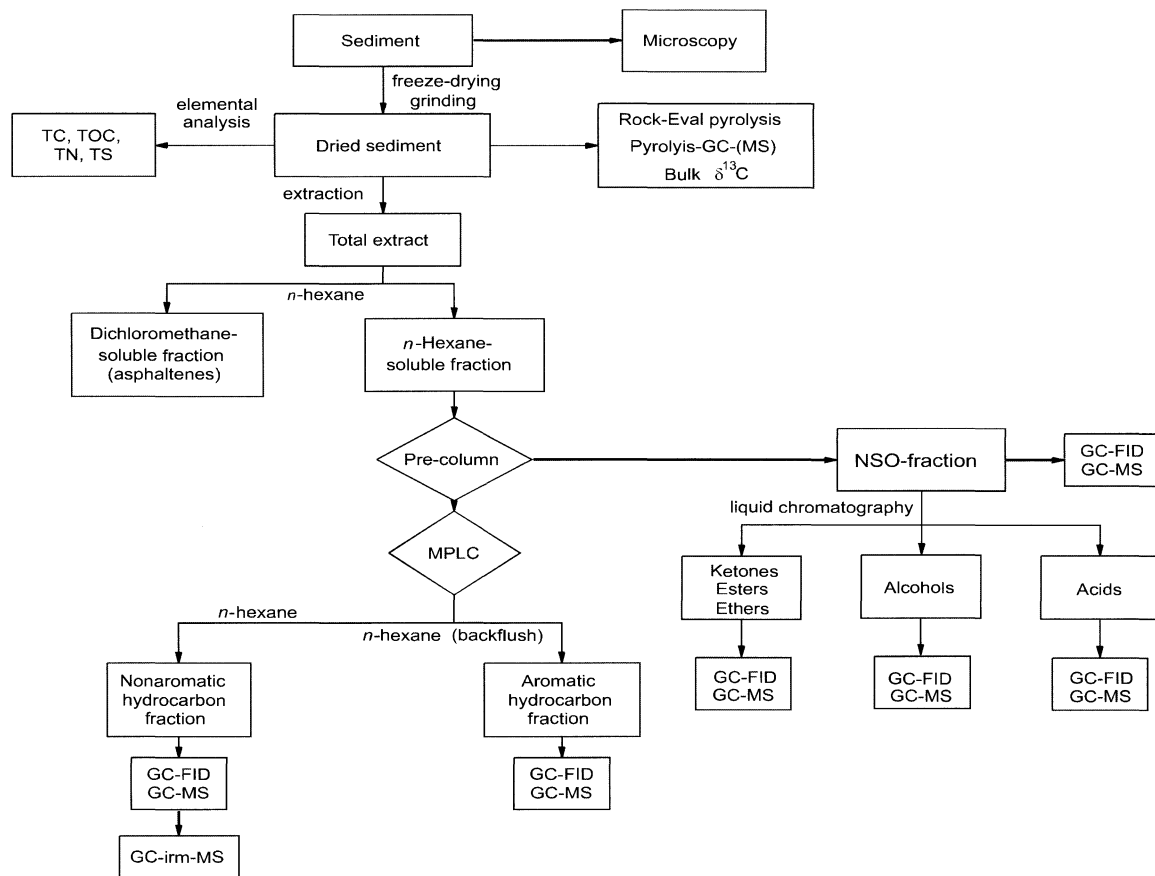 Sediment
Microscopy
freeze-drying
grinding
elemental
analysis
TC, TOC,
TN, TS
Dried sediment
Rock-Eval pyrolysis
Pyrolyis-GC-(MS)
Bulk δ¹³C
extraction
Total extract
n-hexane
Dichloromethane-
soluble fraction
(asphaltenes)
n-Hexane-
soluble fraction
Pre-column
NSO-fraction
GC-FID
GC-MS
liquid chromatography
MPLC
Ketones
Esters
Ethers
Alcohols
Acids
n-hexane
n-hexane (backflush)
GC-FID
GC-MS
GC-FID
GC-MS
GC-FID
GC-MS
Nonaromatic
hydrocarbon
fraction
Aromatic
hydrocarbon
fraction
GC-FID
GC-MS
GC-FID
GC-MS
GC-irm-MS